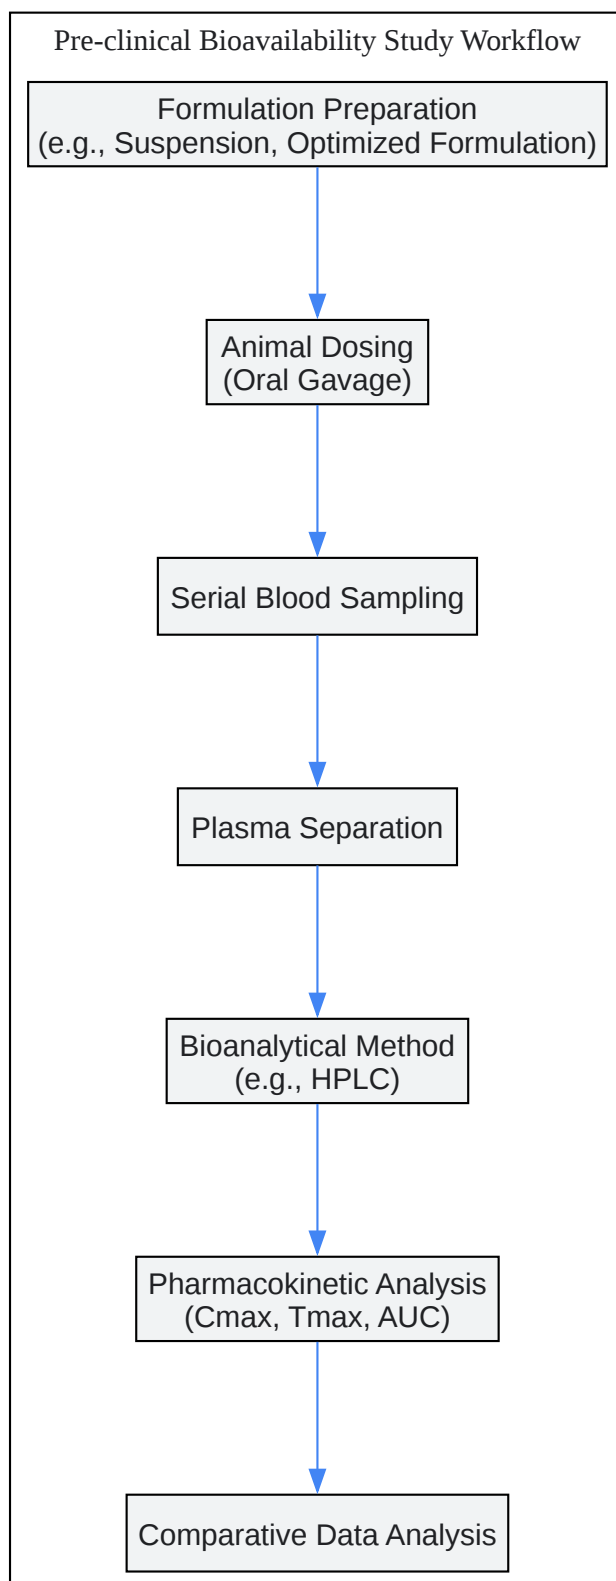 Pre-clinical Bioavailability Study Workflow
Formulation Preparation
(e.g., Suspension, Optimized Formulation)
Animal Dosing
(Oral Gavage)
Serial Blood Sampling
Plasma Separation
Bioanalytical Method
(e.g., HPLC)
Pharmacokinetic Analysis
(Cmax, Tmax, AUC)
Comparative Data Analysis